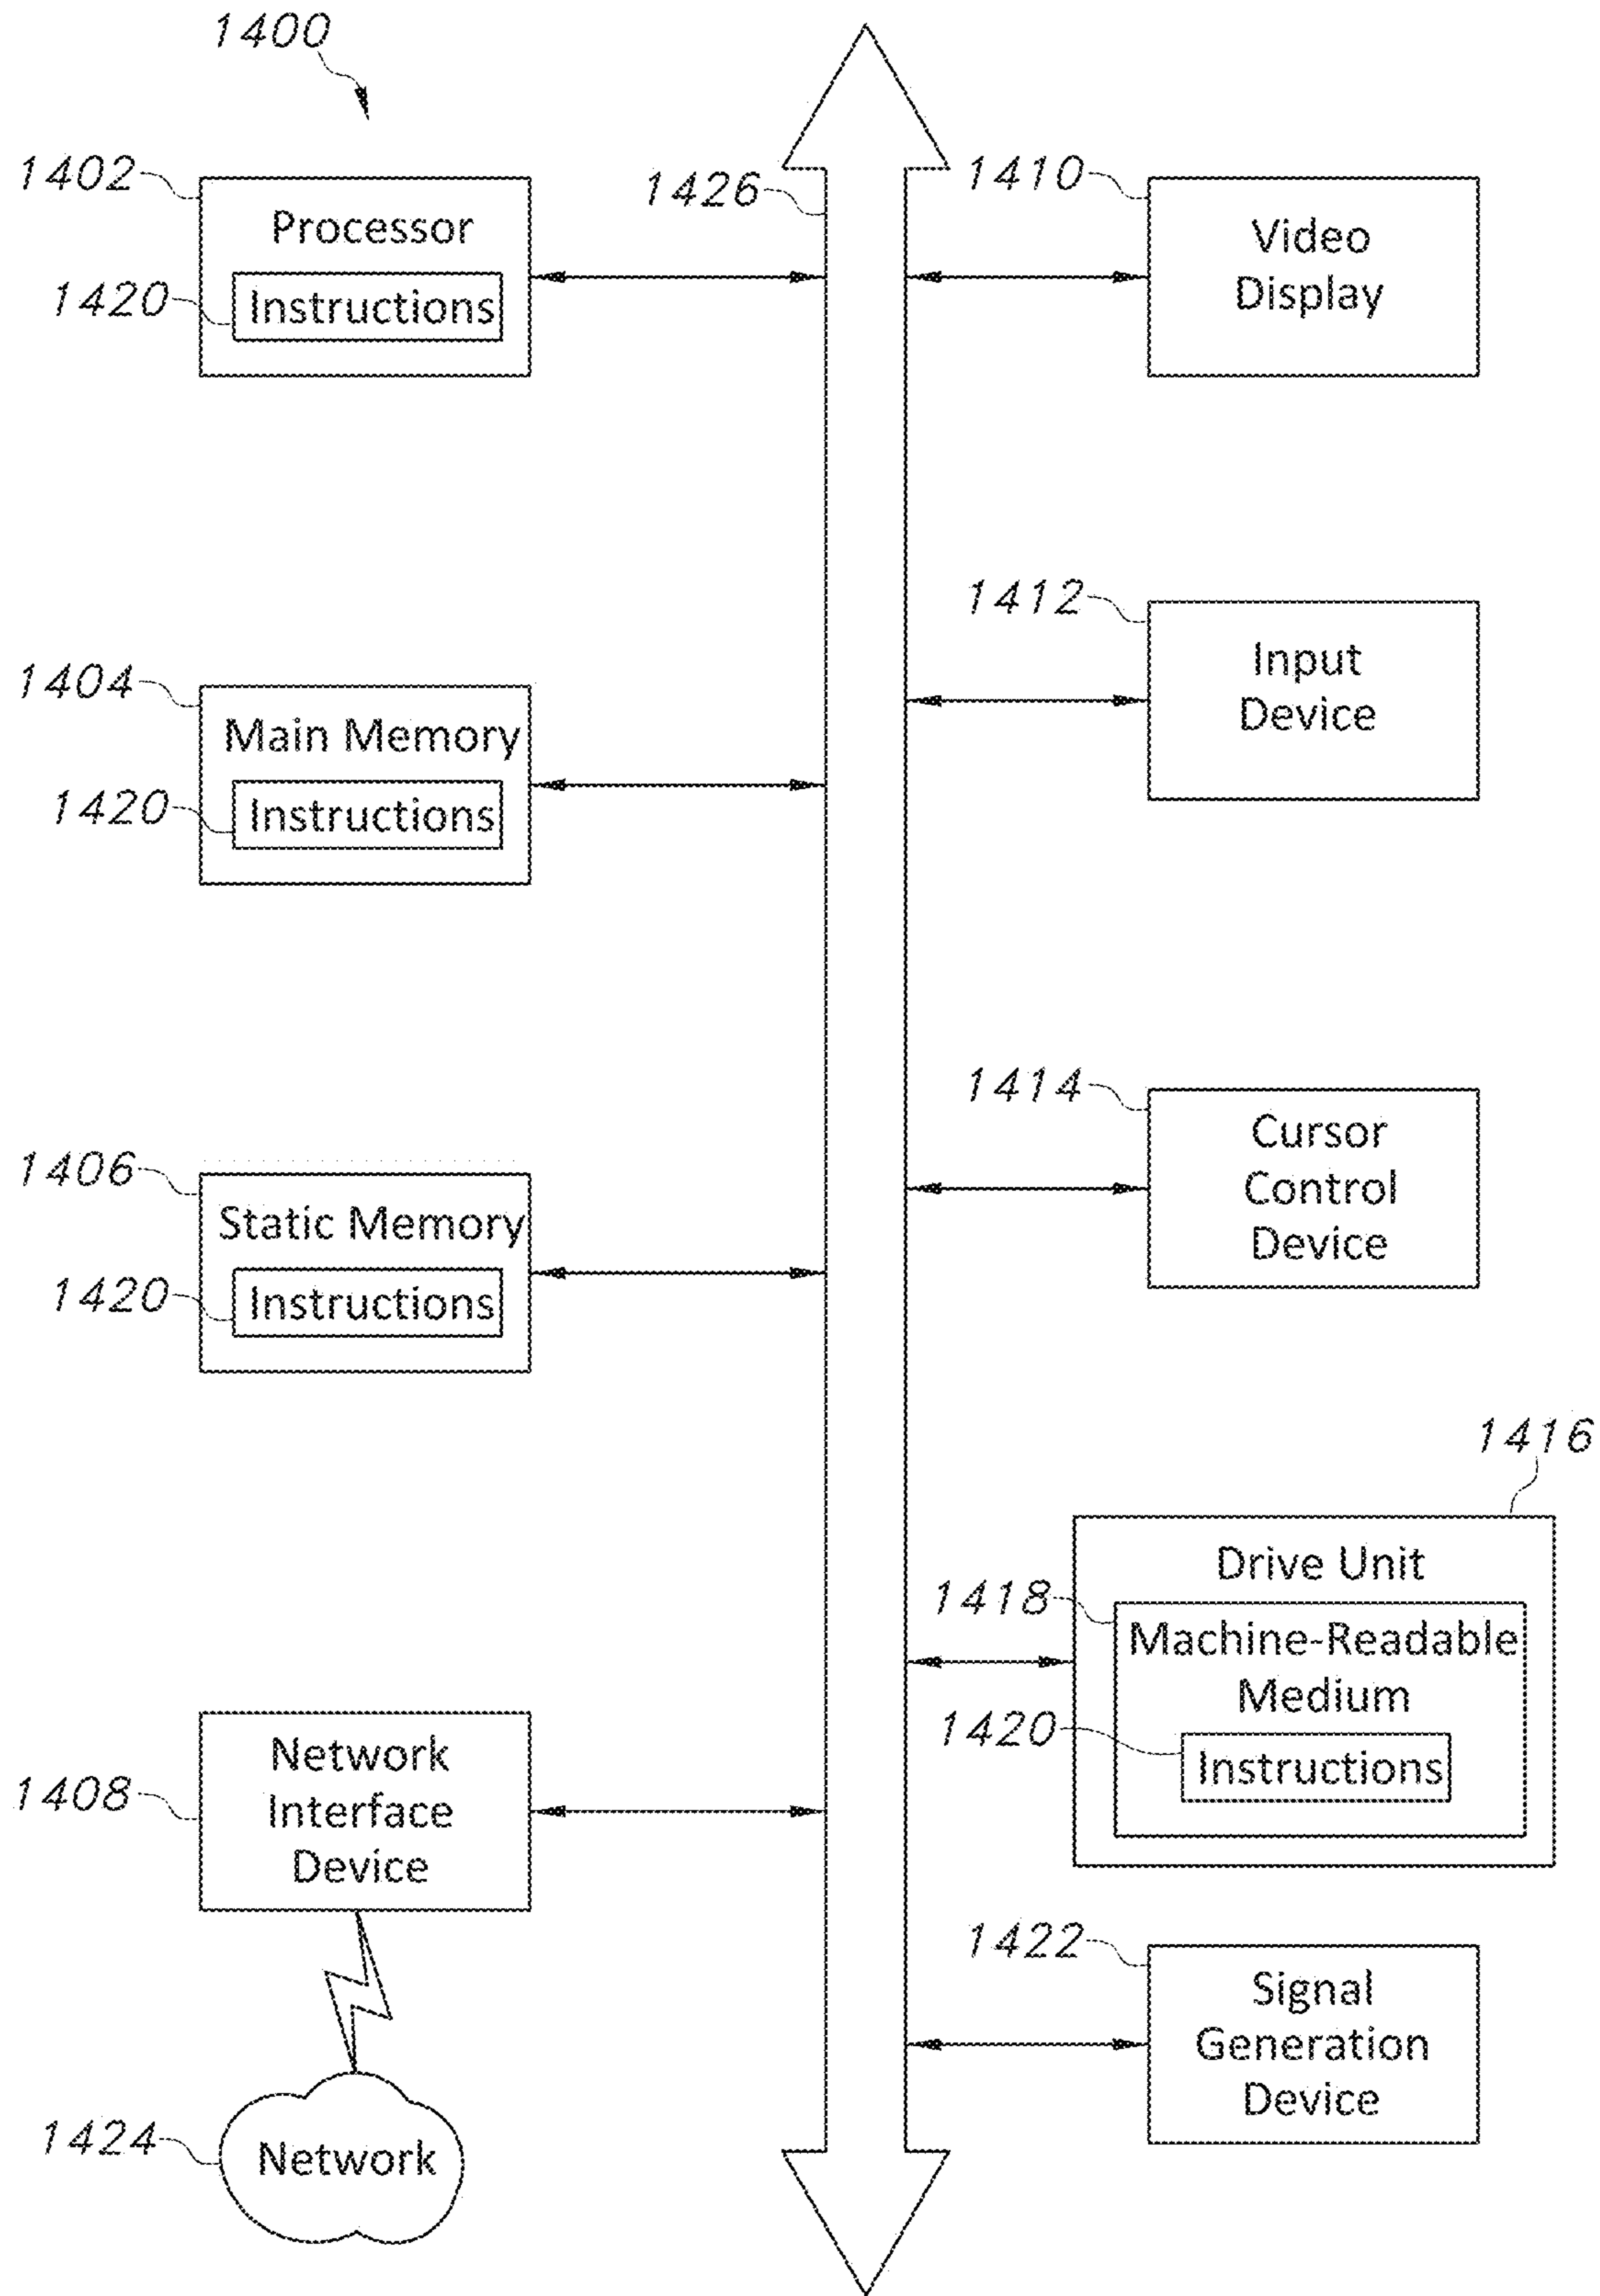 1400
1402
Processor
1420
Instructions
1426
1410
Video
Display
1404
Main Memory
1420
Instructions
1412
Input
Device
1406
Static Memory
1420
Instructions
1414
Cursor
Control
Device
1416
Drive Unit
1418
Machine-Readable
Medium
1420
Instructions
1408
Network
Interface
Device
1422
Signal
Generation
Device
1424
Network